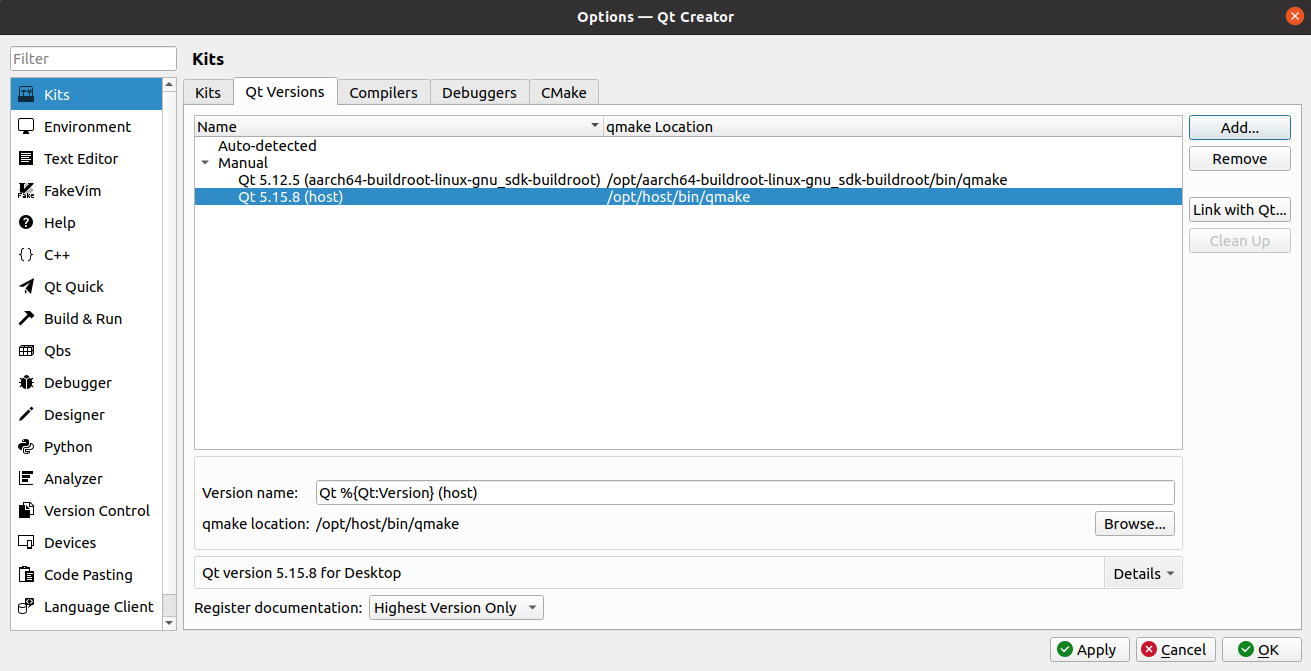 Options — Qt Creator
Filter
Kits
Environment
Text Editor
FakeVim
Help
C++
Qt Quick
Build & Run
Qbs
Debugger
Designer
Python
Analyzer
Version Control
Devices
Code Pasting
Language Client
Kits
Kits Qt Versions Compilers Debuggers CMake
Name qmake Location
Auto-detected
Manual
Qt 5.12.5 (aarch64-buildroot-linux-gnu_sdk-buildroot) /opt/aarch64-buildroot-linux-gnu_sdk-buildroot/bin/qmake
Qt 5.15.8 (host) /opt/host/bin/qmake
Add...
Remove
Link with Qt...
Clean Up
Version name: Qt %{Qt:Version} (host)
qmake location: /opt/host/bin/qmake Browse...
Qt version 5.15.8 for Desktop Details
Register documentation: Highest Version Only
Apply Cancel OK